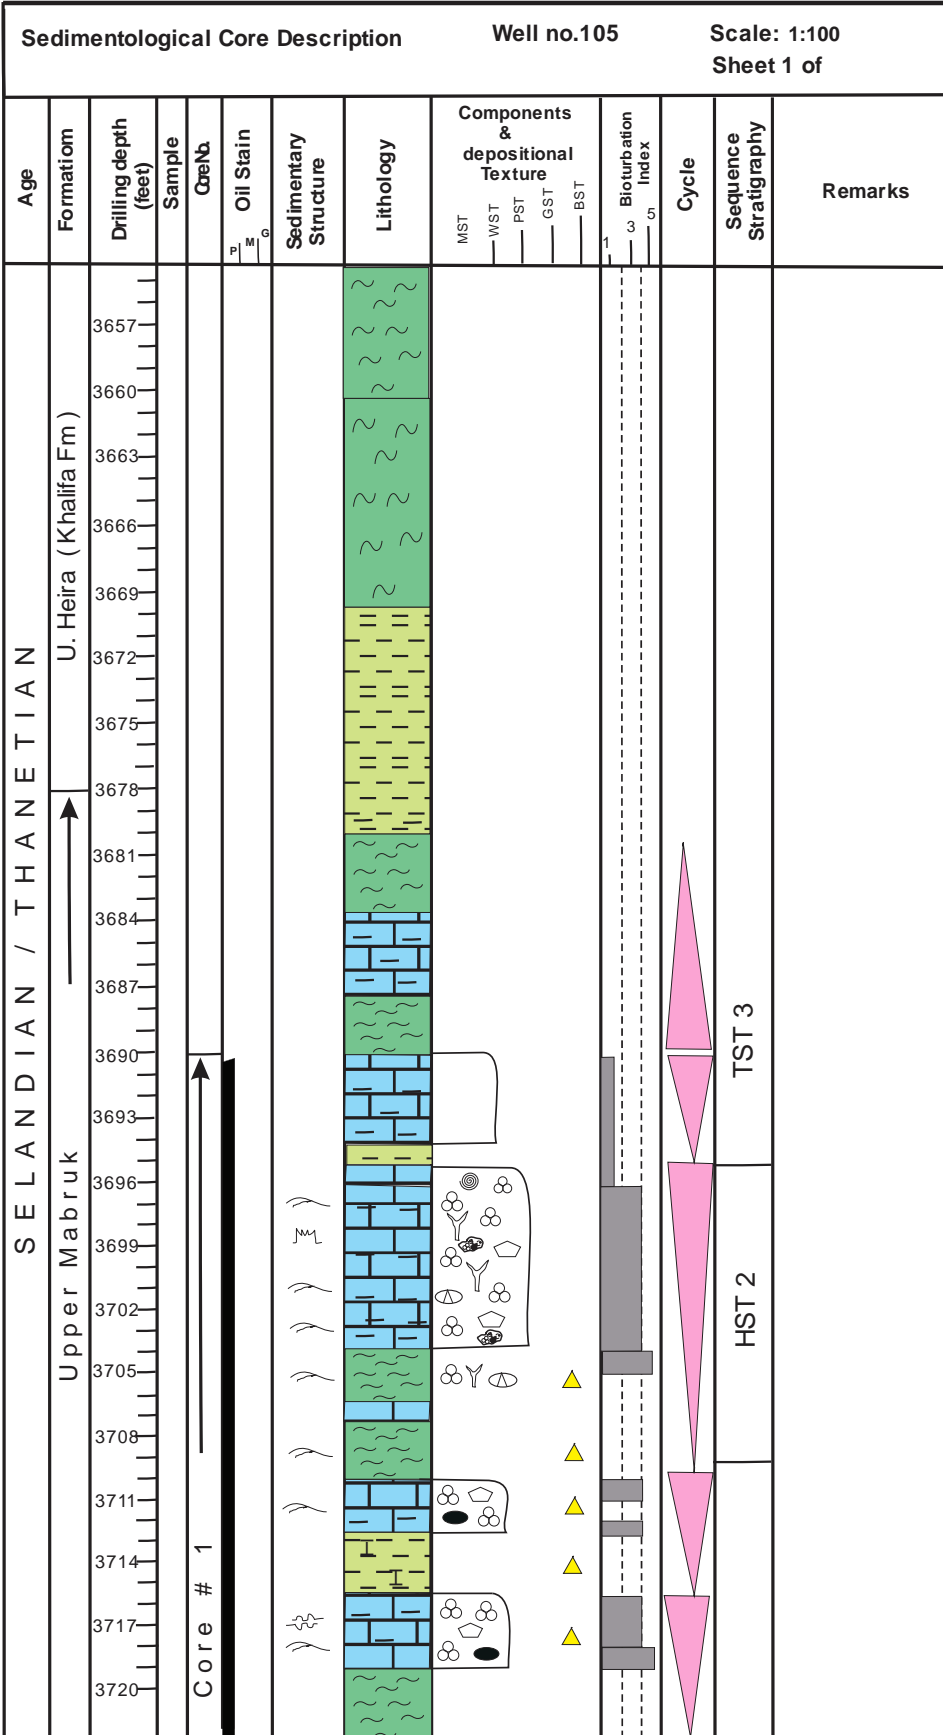 Sedimentological Core Description
Well no.105
Scale: 1:100
Sheet 1 of
Age
Formatiom
Drilling depth
(feet)
Sample
Core No.
Oil Stain
P
M
G
Sedimentary
Structure
Lithology
Components
&
depositional
Texture
MST
WST
PST
GST
BST
Bioturbation
Index
1
3
5
Cycle
Sequence
Stratigraphy
Remarks
SELANDIAN / THANETIAN
U. Heira ( Khalifa Fm )
Upper Mabruk
3657
3660
3663
3666
3669
3672
3675
3678
3681
3684
3687
3690
3693
3696
3699
3702
3705
3708
3711
3714
3717
3720
Core # 1
TST 3
HST 2